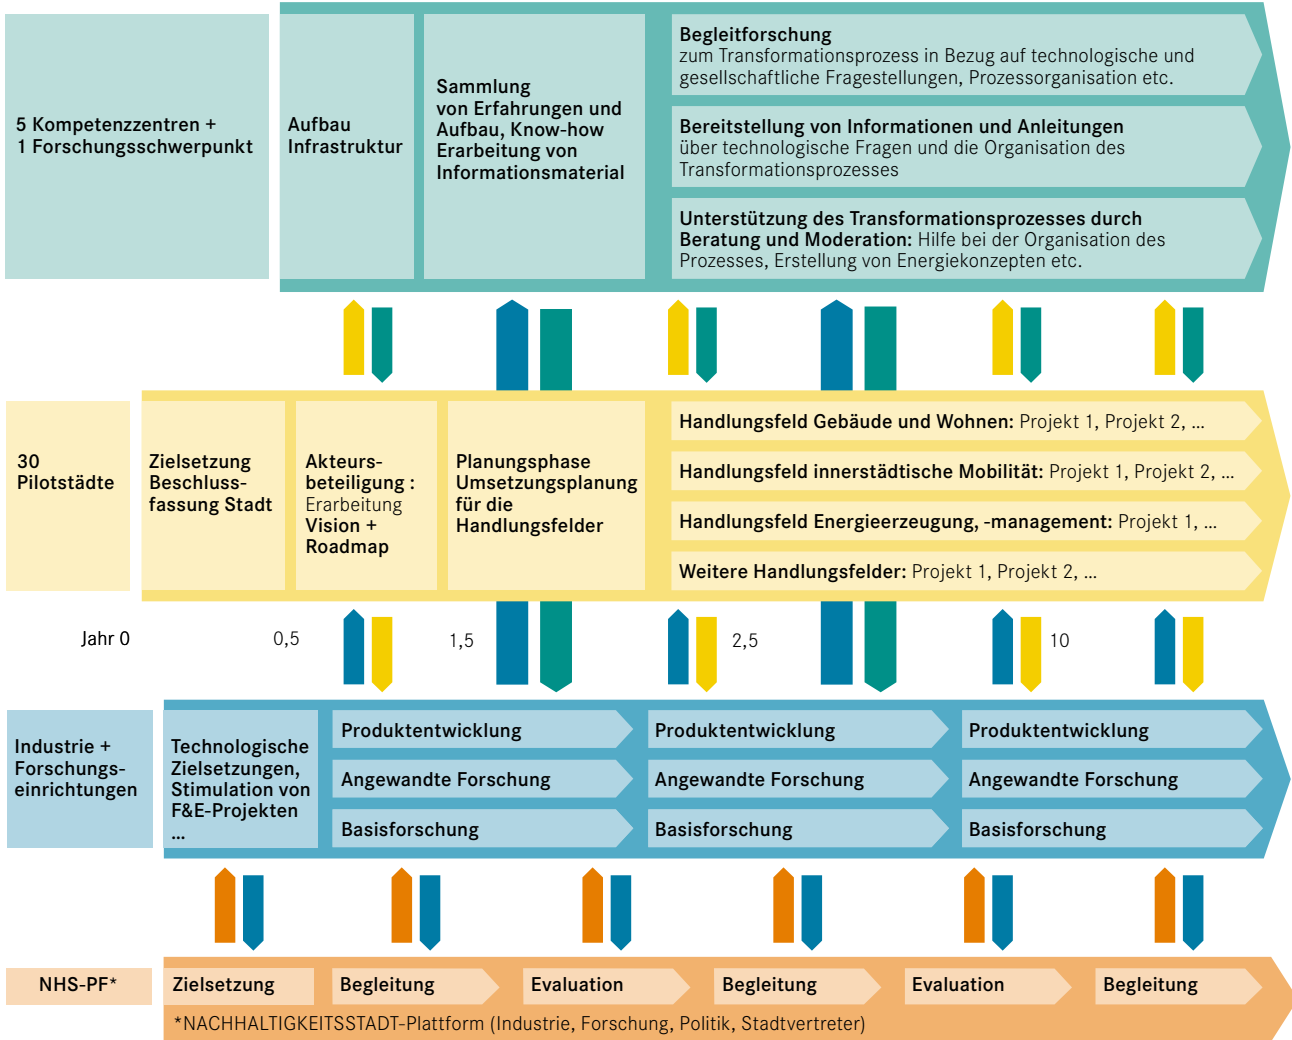 5 Kompetenzzentren +
1 Forschungsschwerpunkt
Aufbau
Infrastruktur
Sammlung
von Erfahrungen und
Aufbau, Know-how
Erarbeitung von
Informationsmaterial
Begleitforschung
zum Transformationsprozess in Bezug auf technologische und
gesellschaftliche Fragestellungen, Prozessorganisation etc.
Bereitstellung von Informationen und Anleitungen
über technologische Fragen und die Organisation des
Transformationsprozesses
Unterstützung des Transformationsprozesses durch
Beratung und Moderation: Hilfe bei der Organisation des
Prozesses, Erstellung von Energiekonzepten etc.
30
Pilotstädte
Zielsetzung
Beschluss-
fassung Stadt
Akteurs-
beteiligung :
Erarbeitung
Vision +
Roadmap
Planungsphase
Umsetzungsplanung
für die
Handlungsfelder
Handlungsfeld Gebäude und Wohnen: Projekt 1, Projekt 2, ...
Handlungsfeld innerstädtische Mobilität: Projekt 1, Projekt 2, ...
Handlungsfeld Energieerzeugung, -management: Projekt 1, ...
Weitere Handlungsfelder: Projekt 1, Projekt 2, ...
Jahr 0
0,5
1,5
2,5
10
Industrie +
Forschungs-
einrichtungen
Technologische
Zielsetzungen,
Stimulation von
F&E-Projekten
...
Produktentwicklung
Angewandte Forschung
Basisforschung
Produktentwicklung
Angewandte Forschung
Basisforschung
Produktentwicklung
Angewandte Forschung
Basisforschung
NHS-PF*
Zielsetzung
Begleitung
Evaluation
Begleitung
Evaluation
Begleitung
*NACHHALTIGKEITSSTADT-Plattform (Industrie, Forschung, Politik, Stadtvertreter)